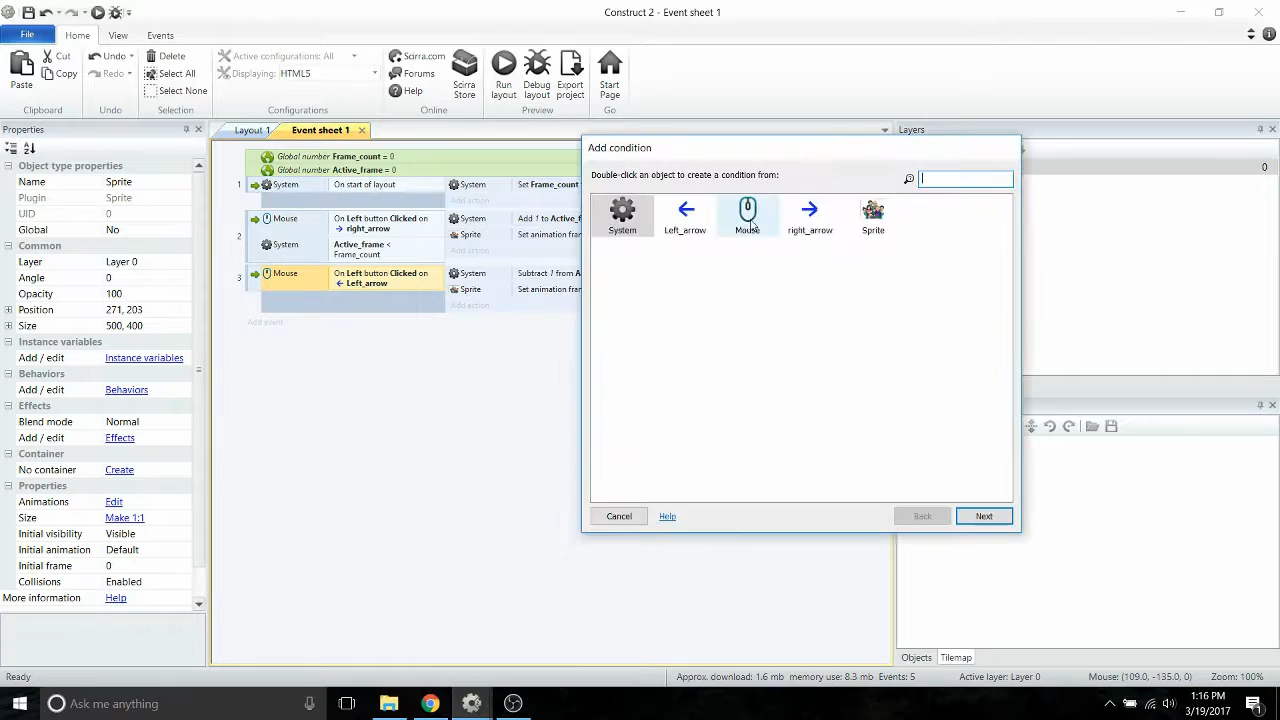 Construct 2 - Event sheet 1
File Home View Events
Paste Cut Copy
Clipboard
Undo Redo
Undo
Delete
Select All
Select None
Selection
Active configurations: All
Displaying: HTML5
Configurations
Scirra.com
Forums
Help
Scirra Store
Online
Run layout
Debug layout
Export project
Preview
Start Page
Go
Properties
Object type properties
Name Sprite
Plugin Sprite
UID 0
Global No
Common
Layer Layer 0
Angle 0
Opacity 100
Position 271, 203
Size 500, 400
Instance variables
Add / edit Instance variables
Behaviors
Add / edit Behaviors
Effects
Blend mode Normal
Add / edit Effects
Container
No container Create
Properties
Animations Edit
Size Make 1:1
Initial visibility Visible
Initial animation Default
Initial frame 0
Collisions Enabled
More information Help
Layout 1 Event sheet 1
Global number Frame_count = 0
Global number Active_frame = 0
1 System On start of layout System Set Frame_count
Add action
2 Mouse On Left button Clicked on right_arrow System Add 1 to Active_f
System Active_frame < Frame_count Sprite Set animation fram
Add action
3 Mouse On Left button Clicked on Left_arrow System Subtract 1 from A
Sprite Set animation fram
Add action
Add event
Add condition
Double-click an object to create a condition from:
System Left_arrow Mouse right_arrow Sprite
Cancel Help Back Next
Layers
0
Objects Tilemap
Ready Approx. download: 1.6 mb memory use: 8.3 mb Events: 5 Active layer: Layer 0 Mouse: (109.0, -135.0, 0) Zoom: 100%
Ask me anything
1:16 PM
3/19/2017